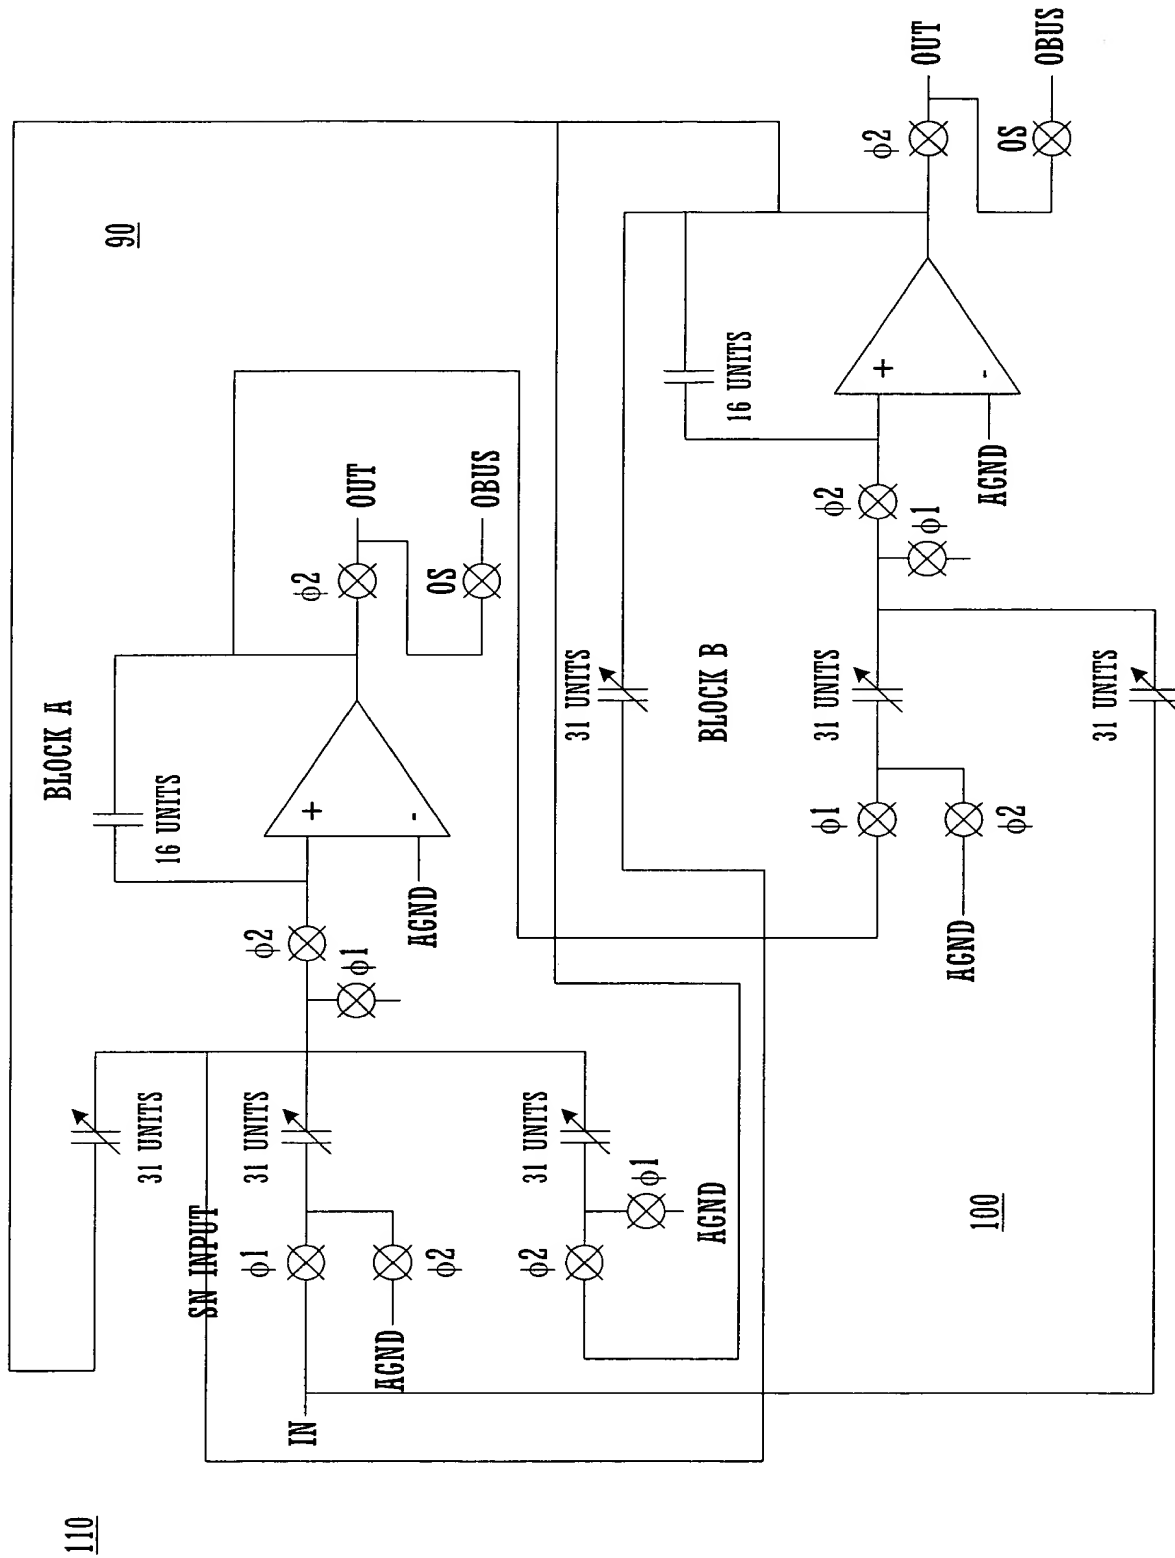 110
90
100
BLOCK A
16 UNITS
31 UNITS
SN INPUT
31 UNITS
31 UNITS
IN
ϕ1
AGND
ϕ2
ϕ2
ϕ1
AGND
ϕ2
ϕ1
+
-
AGND
ϕ2
OUT
OS
OBUS
BLOCK B
31 UNITS
16 UNITS
31 UNITS
31 UNITS
ϕ1
AGND
ϕ2
ϕ2
ϕ1
+
-
AGND
ϕ2
OUT
OS
OBUS